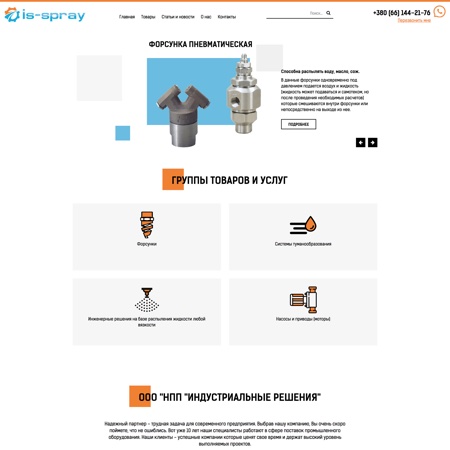 is-spray
Главная Товары Статьи и новости О нас Контакты
Поиск...
+380 (66) 144-21-76
Перезвонить мне
ФОРСУНКА ПНЕВМАТИЧЕСКАЯ
Способна распылять воду, масло, сок.
В данные форсунки одновременно под
давлением подается воздух и жидкость
(жидкость может подаваться и самотеком, но
после проведения необходимых расчетов)
которые смешиваются внутри форсунки или
непосредственно на выходе из нее.
ПОДРОБНЕЕ
ГРУППЫ ТОВАРОВ И УСЛУГ
Форсунки
Системы туманообразования
Инженерные решения на базе распыления жидкости любой
вязкости
Насосы и приводы (моторы)
ООО "НПП "ИНДУСТРИАЛЬНЫЕ РЕШЕНИЯ"
Надежный партнер - трудная задача для современного предприятия. Выбрав нашу компанию, Вы очень скоро
поймете, что не ошиблись. Вот уже 10 лет наши специалисты работают в сфере поставок промышленного
оборудования. Наши клиенты - успешные компании которые ценят свое время и держат высокий уровень
выполняемых проектов.